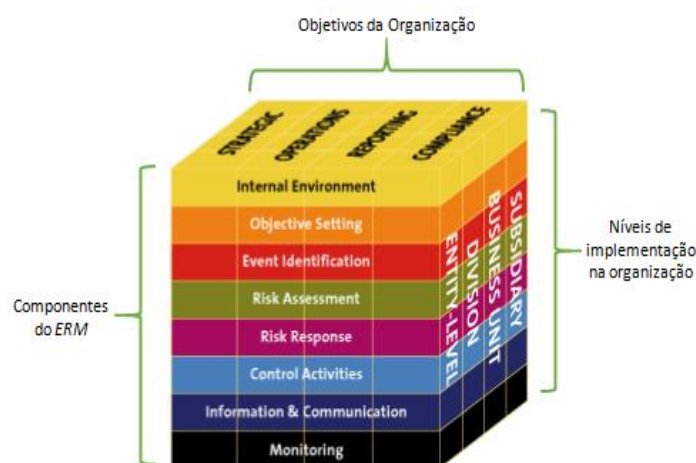 Objetivos da Organização
STRATEGIC
OPERATIONS
REPORTING
COMPLIANCE
Internal Environment
Objective Setting
Event Identification
Risk Assessment
Risk Response
Control Activities
Information & Communication
Monitoring
ENTITY-LEVEL
DIVISION
BUSINESS UNIT
SUBSIDIARY
Componentes
do ERM
Níveis de
implementação
na organização